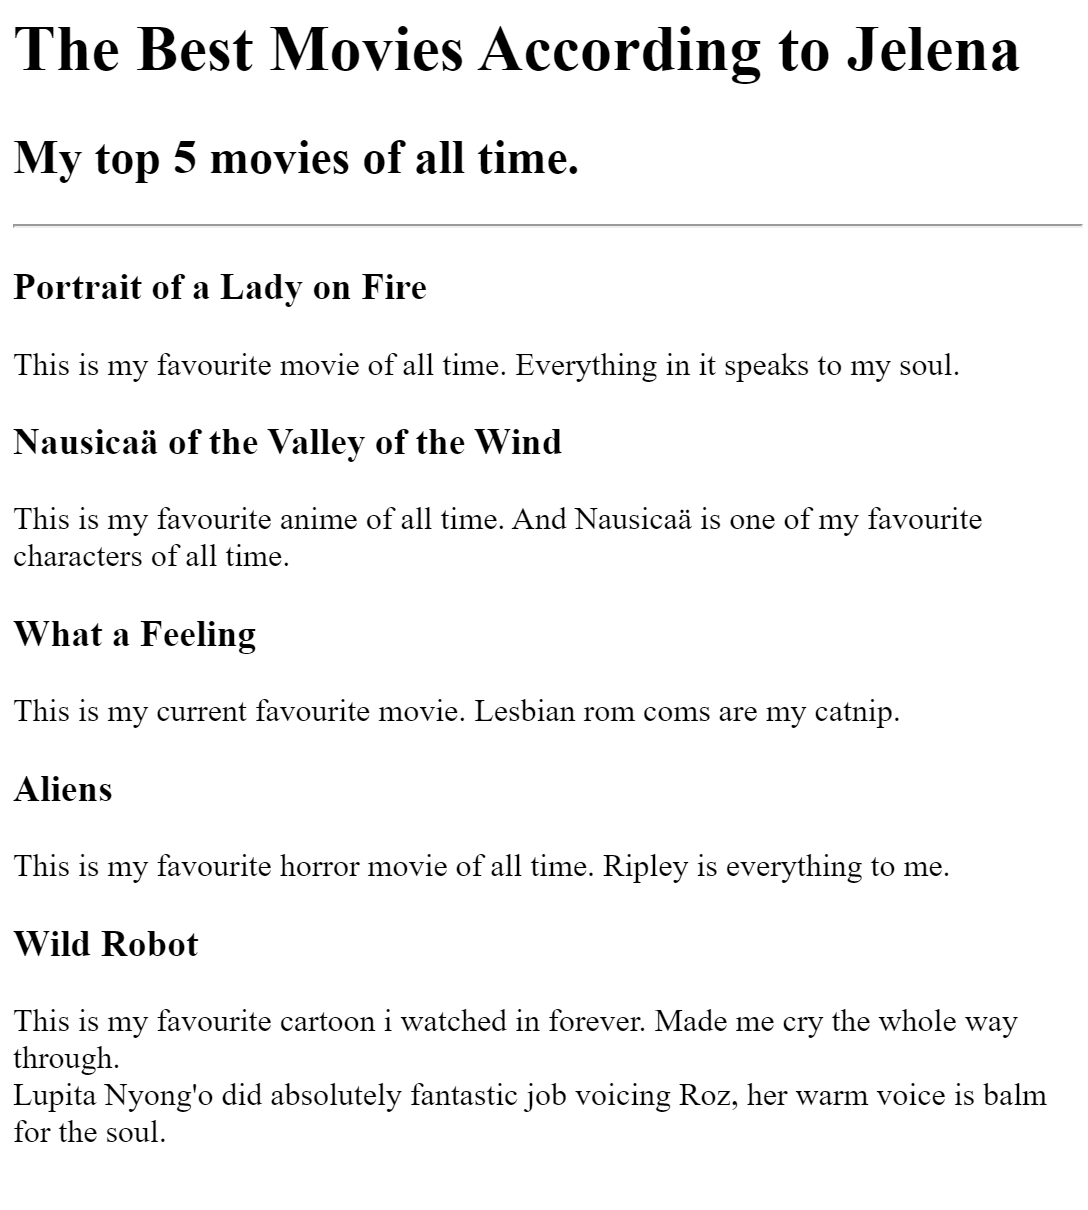 The Best Movies According to Jelena
My top 5 movies of all time.
Portrait of a Lady on Fire
This is my favourite movie of all time. Everything in it speaks to my soul.
Nausicaä of the Valley of the Wind
This is my favourite anime of all time. And Nausicaä is one of my favourite
characters of all time.
What a Feeling
This is my current favourite movie. Lesbian rom coms are my catnip.
Aliens
This is my favourite horror movie of all time. Ripley is everything to me.
Wild Robot
This is my favourite cartoon i watched in forever. Made me cry the whole way
through.
Lupita Nyong'o did absolutely fantastic job voicing Roz, her warm voice is balm
for the soul.